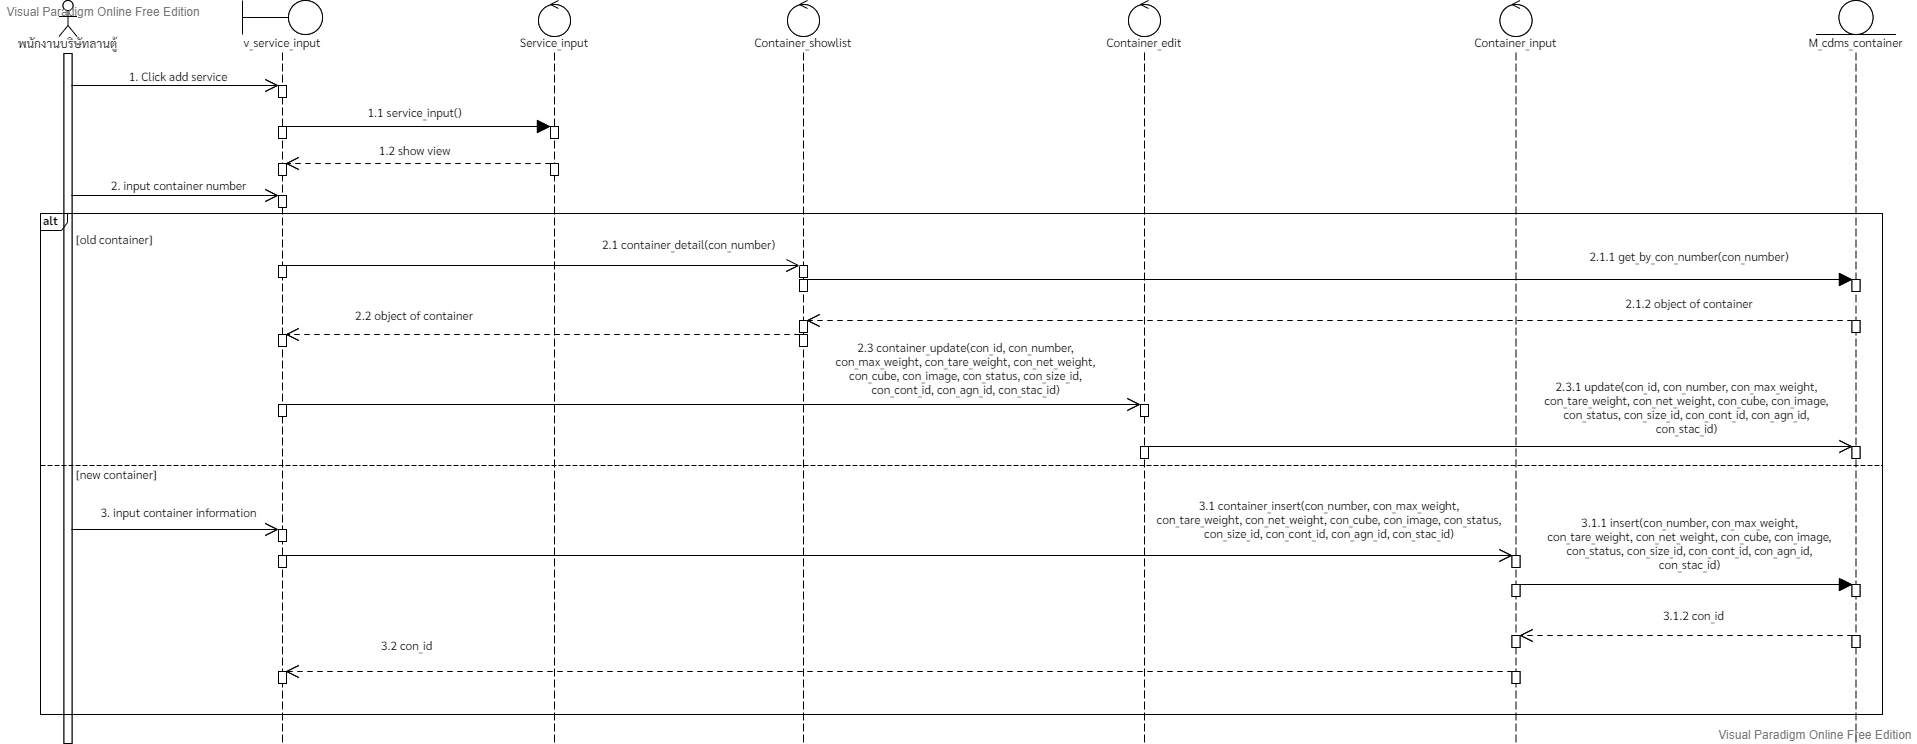 Visual Paradigm Online Free Edition
พนักงานบริษัทลานตู้
v_service_input
Service_input
Container_showlist
Container_edit
Container_input
M_cdms_container
1. Click add service
1.1 service_input()
1.2 show view
2. input container number
alt
[old container]
2.1 container_detail(con_number)
2.1.1 get_by_con_number(con_number)
2.1.2 object of container
2.2 object of container
2.3 container_update(con_id, con_number,
con_max_weight, con_tare_weight, con_net_weight,
con_cube, con_image, con_status, con_size_id,
con_cont_id, con_agn_id, con_stac_id)
2.3.1 update(con_id, con_number, con_max_weight,
con_tare_weight, con_net_weight, con_cube, con_image,
con_status, con_size_id, con_cont_id, con_agn_id,
con_stac_id)
[new container]
3. input container information
3.1 container_insert(con_number, con_max_weight,
con_tare_weight, con_net_weight, con_cube, con_image, con_status,
con_size_id, con_cont_id, con_agn_id, con_stac_id)
3.1.1 insert(con_number, con_max_weight,
con_tare_weight, con_net_weight, con_cube, con_image,
con_status, con_size_id, con_cont_id, con_agn_id,
con_stac_id)
3.1.2 con_id
3.2 con_id
Visual Paradigm Online Free Edition